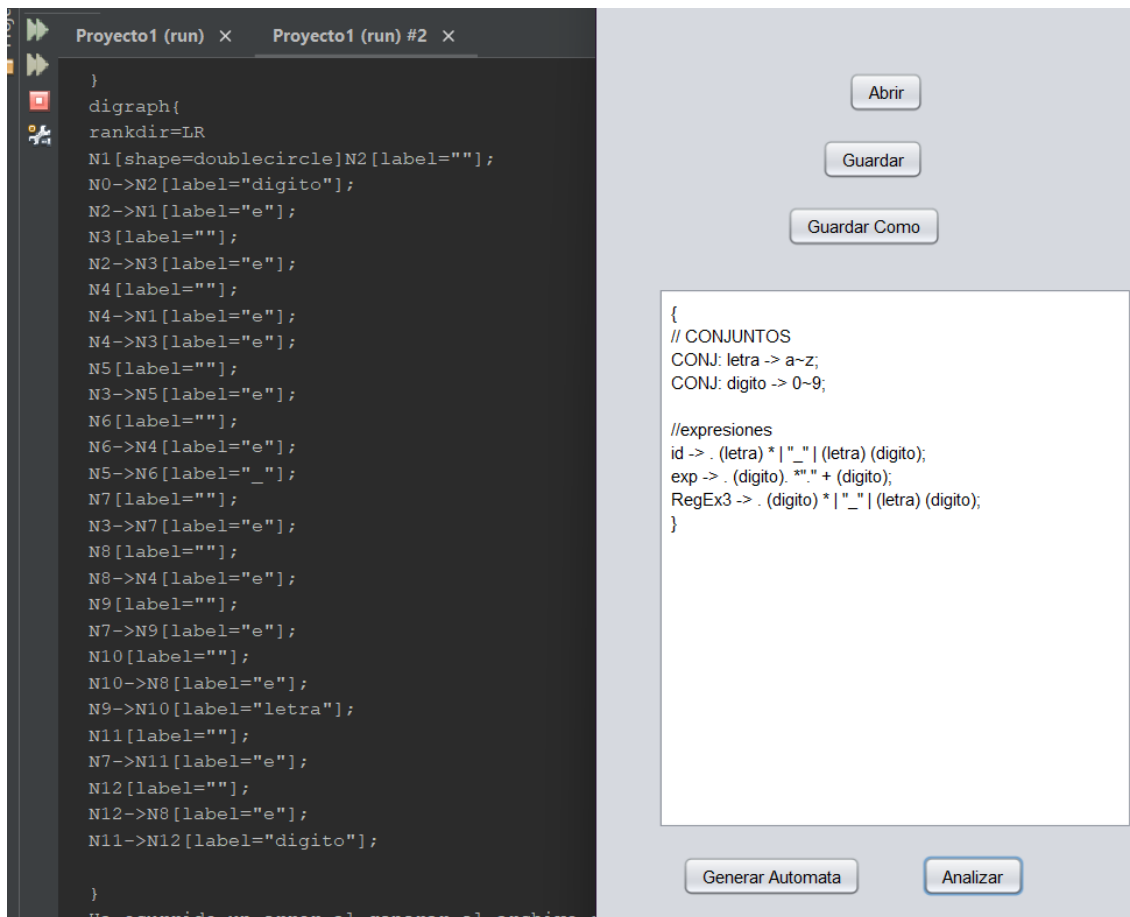 Proyecto1 (run) × Proyecto1 (run) #2 ×
}
digraph{
rankdir=LR
N1[shape=doublecircle]N2[label=""];
N0->N2[label="digito"];
N2->N1[label="e"];
N3[label=""];
N2->N3[label="e"];
N4[label=""];
N4->N1[label="e"];
N4->N3[label="e"];
N5[label=""];
N3->N5[label="e"];
N6[label=""];
N6->N4[label="e"];
N5->N6[label="_"];
N7[label=""];
N3->N7[label="e"];
N8[label=""];
N8->N4[label="e"];
N9[label=""];
N7->N9[label="e"];
N10[label=""];
N10->N8[label="e"];
N9->N10[label="letra"];
N11[label=""];
N7->N11[label="e"];
N12[label=""];
N12->N8[label="e"];
N11->N12[label="digito"];
}
Abrir
Guardar
Guardar Como
{
// CONJUNTOS
CONJ: letra -> a~z;
CONJ: digito -> 0~9;
//expresiones
id -> . (letra) * | "_" | (letra) (digito);
exp -> . (digito). *"." + (digito);
RegEx3 -> . (digito) * | "_" | (letra) (digito);
}
Generar Automata
Analizar